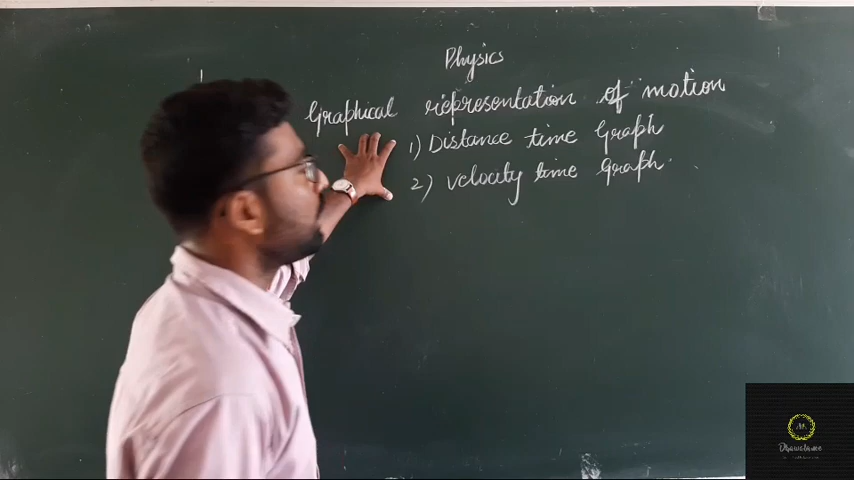 Physics
Graphical representation of motion
1) Distance time Graph
2) velocity time graph.